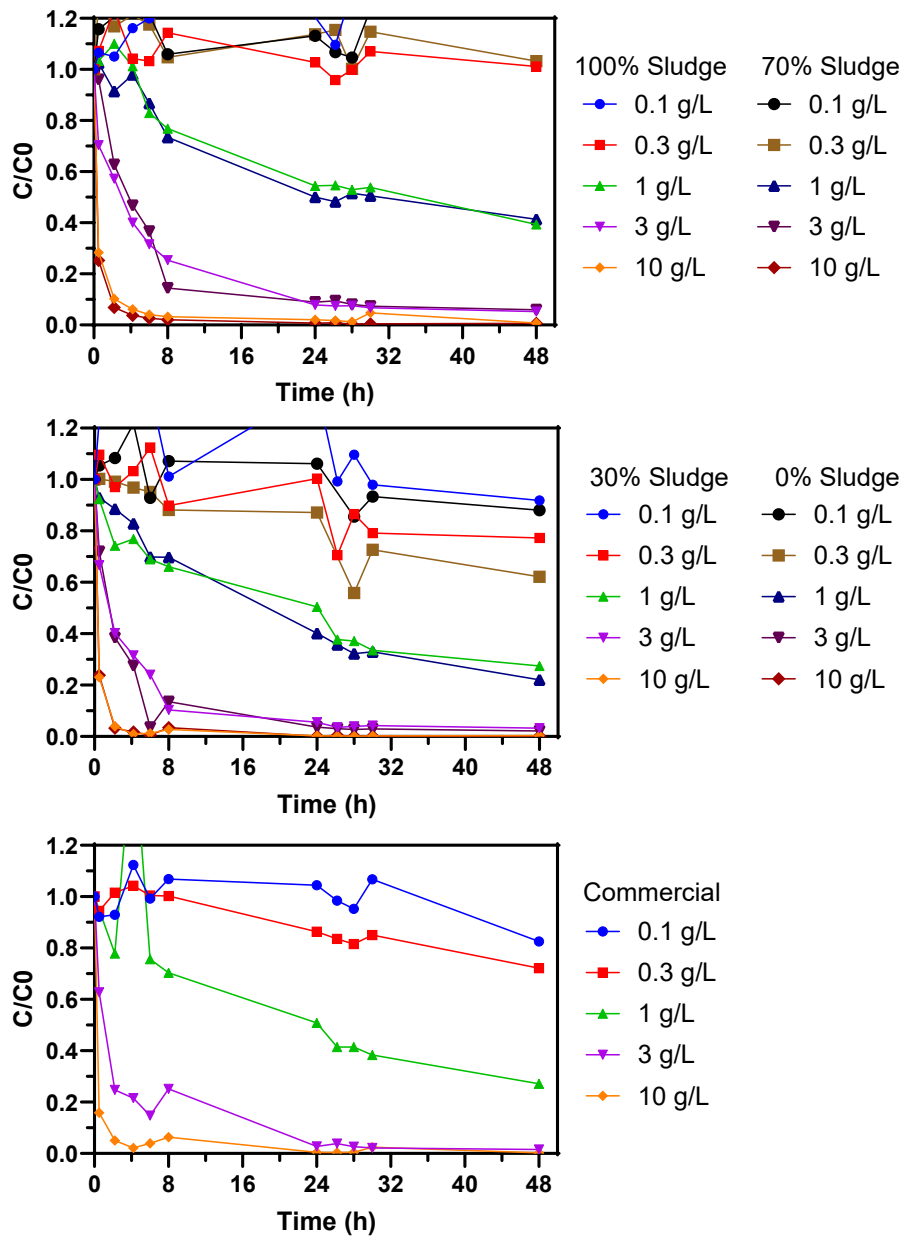 1.2
1.0
0.8
0.6
0.4
0.2
0.0
C/C0
0 8 16 24 32 40 48
Time (h)
100% Sludge 70% Sludge
0.1 g/L 0.1 g/L
0.3 g/L 0.3 g/L
1 g/L 1 g/L
3 g/L 3 g/L
10 g/L 10 g/L
1.2
1.0
0.8
0.6
0.4
0.2
0.0
C/C0
0 8 16 24 32 40 48
Time (h)
30% Sludge 0% Sludge
0.1 g/L 0.1 g/L
0.3 g/L 0.3 g/L
1 g/L 1 g/L
3 g/L 3 g/L
10 g/L 10 g/L
1.2
1.0
0.8
0.6
0.4
0.2
0.0
C/C0
0 8 16 24 32 40 48
Time (h)
Commercial
0.1 g/L
0.3 g/L
1 g/L
3 g/L
10 g/L